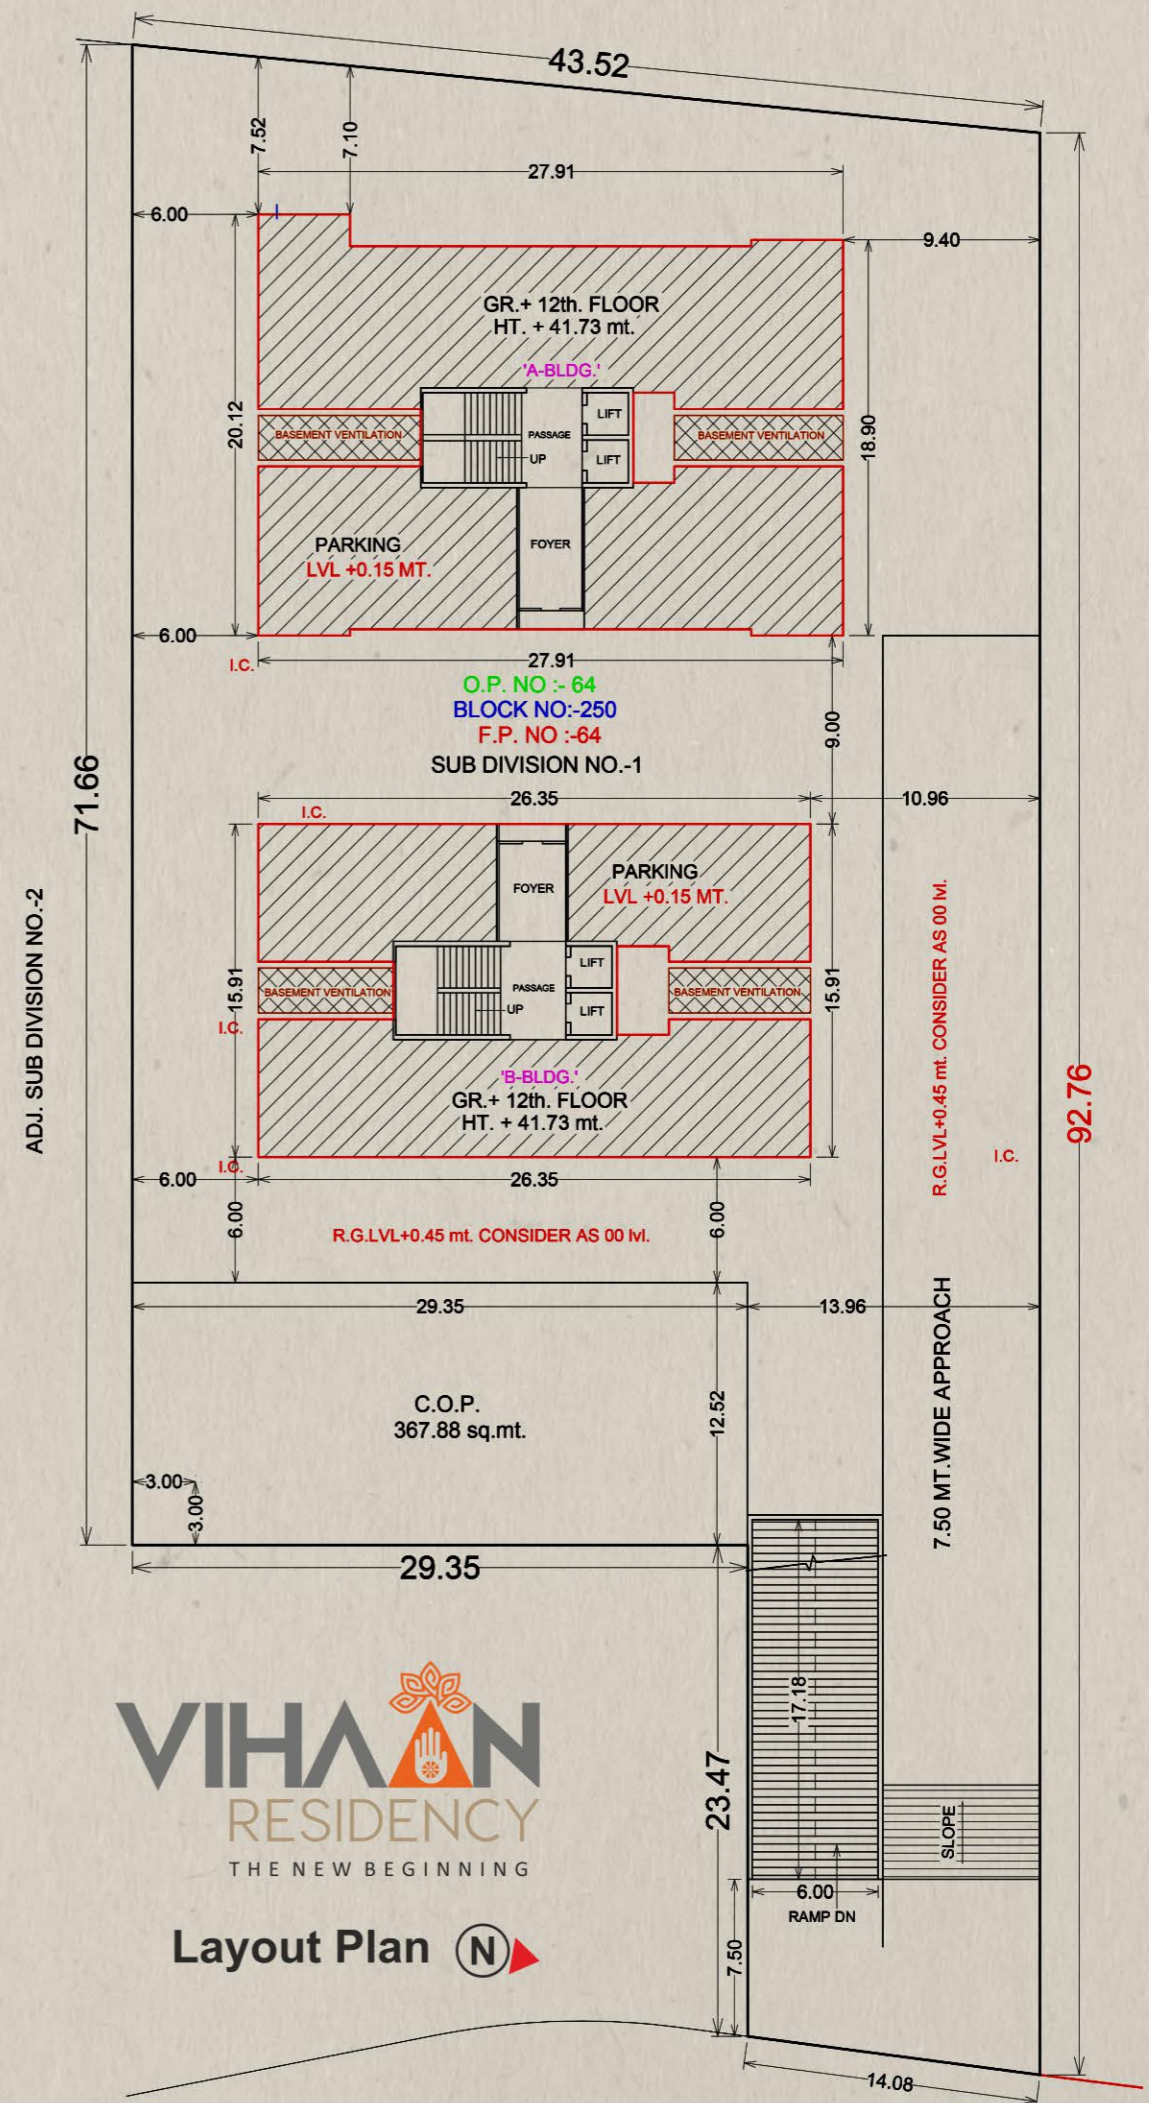 43.52
7.52
7.10
27.91
6.00
9.40
GR.+ 12th. FLOOR
HT. + 41.73 mt.
'A-BLDG.'
20.12
18.90
BASEMENT VENTILATION
PASSAGE
LIFT
BASEMENT VENTILATION
UP
LIFT
FOYER
PARKING
LVL +0.15 MT.
6.00
I.C.
27.91
O.P. NO :- 64
BLOCK NO:-250
F.P. NO :-64
SUB DIVISION NO.-1
9.00
71.66
26.35
10.96
I.C.
PARKING
LVL +0.15 MT.
FOYER
ADJ. SUB DIVISION NO.-2
15.91
LIFT
BASEMENT VENTILATION
PASSAGE
BASEMENT VENTILATION
15.91
UP
LIFT
I.C.
'B-BLDG.'
GR.+ 12th. FLOOR
HT. + 41.73 mt.
R.G.LVL+0.45 mt. CONSIDER AS 00 lvl.
92.76
I.C.
I.C.
6.00
26.35
6.00
6.00
R.G.LVL+0.45 mt. CONSIDER AS 00 lvl.
29.35
13.96
C.O.P.
367.88 sq.mt.
12.52
7.50 MT.WIDE APPROACH
3.00
3.00
29.35
17.18
23.47
VIHAAN
RESIDENCY
THE NEW BEGINNING
SLOPE
6.00
RAMP DN
Layout Plan N
7.50
14.08